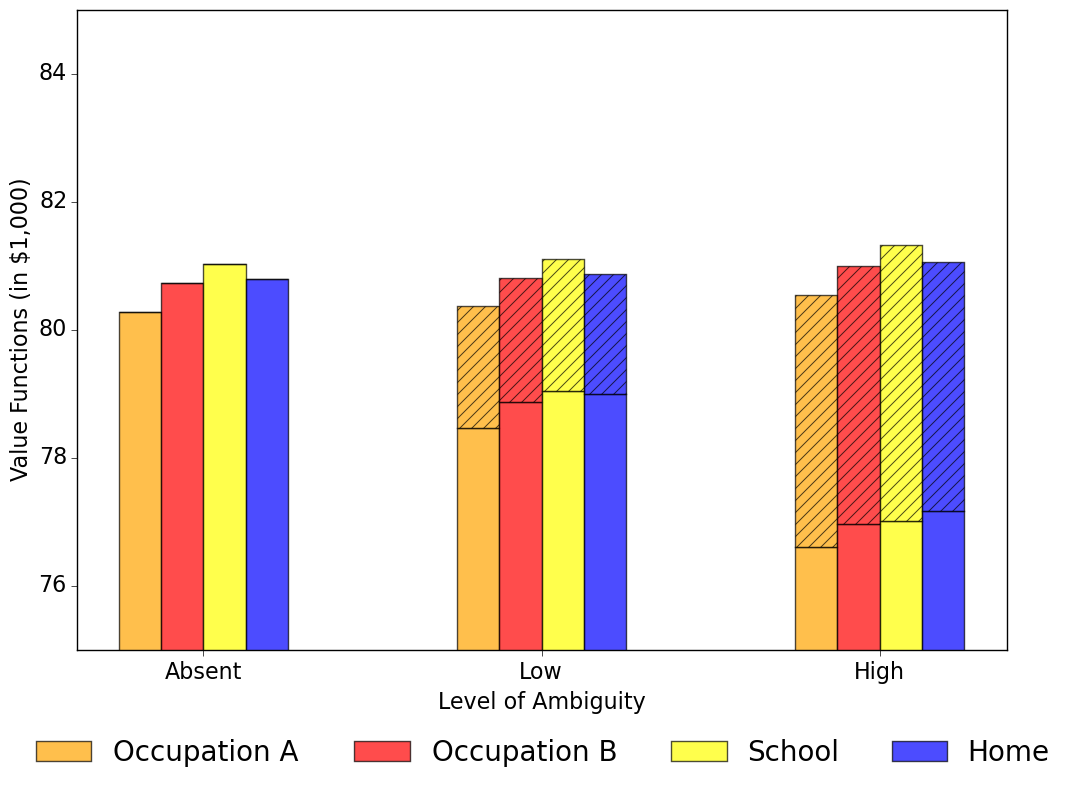 Value Functions (in $1,000)
84
82
80
78
76
Absent Low High
Level of Ambiguity
Occupation A Occupation B School Home